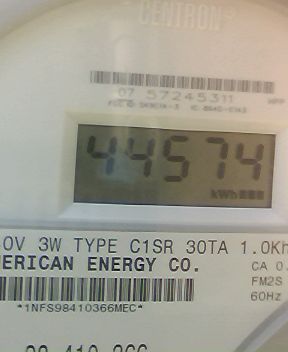 CENTRON®
07 57245311
44574
kWh
0V 3W TYPE C1SR 30TA 1.0Kh
ERICAN ENERGY CO.
CA 0.
FM2S
60Hz
*1NFS98410366MEC*